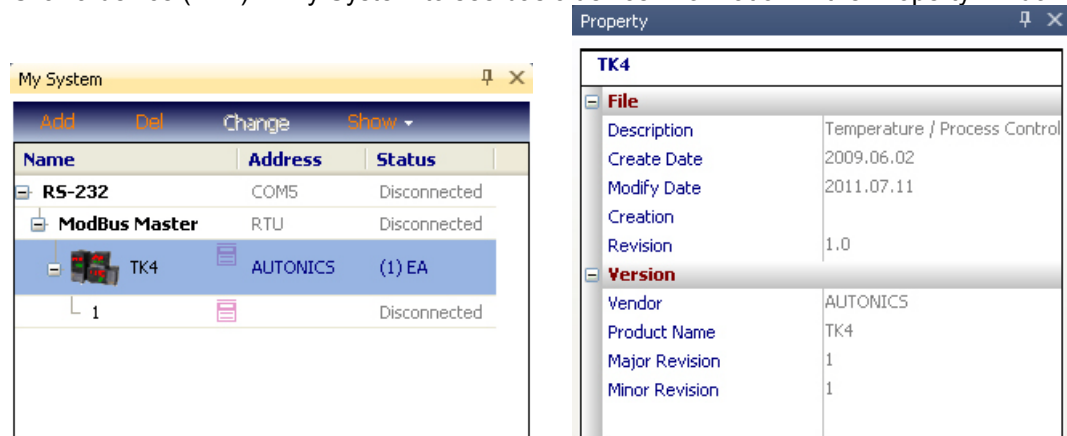 Property
My System
Add Del Change Show
Name Address Status
RS-232 COM5 Disconnected
ModBus Master RTU Disconnected
TK4 AUTONICS (1) EA
1 Disconnected
TK4
File
Description Temperature / Process Control
Create Date 2009.06.02
Modify Date 2011.07.11
Creation
Revision 1.0
Version
Vendor AUTONICS
Product Name TK4
Major Revision 1
Minor Revision 1